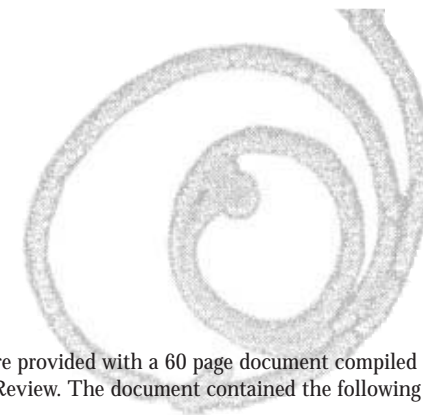 re provided with a 60 page document compiled
Review. The document contained the following